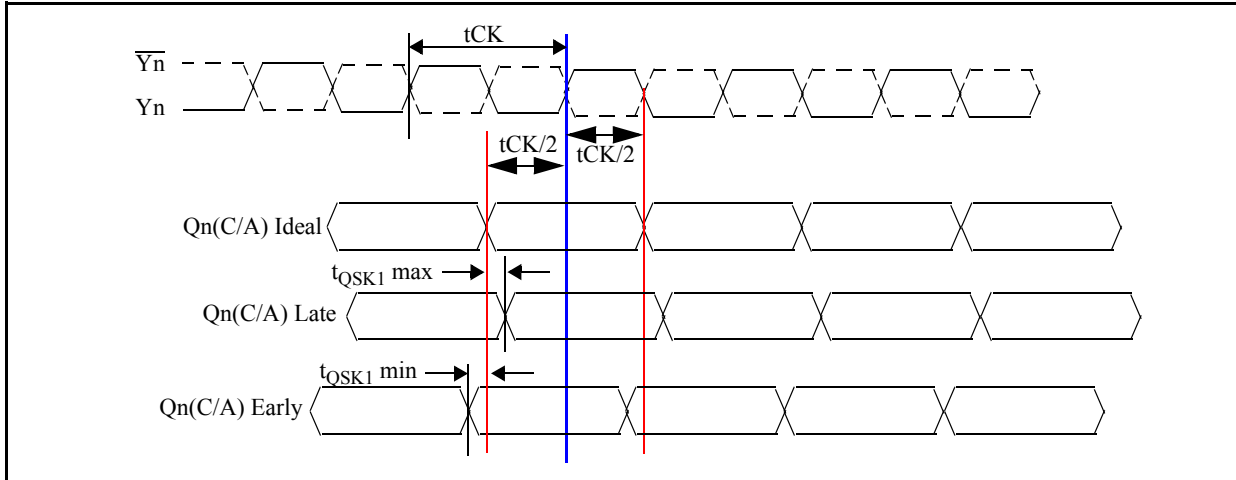 tCK
Yn
Yn
tCK/2
tCK/2
Qn(C/A) Ideal
tQSK1 max
Qn(C/A) Late
tQSK1 min
Qn(C/A) Early